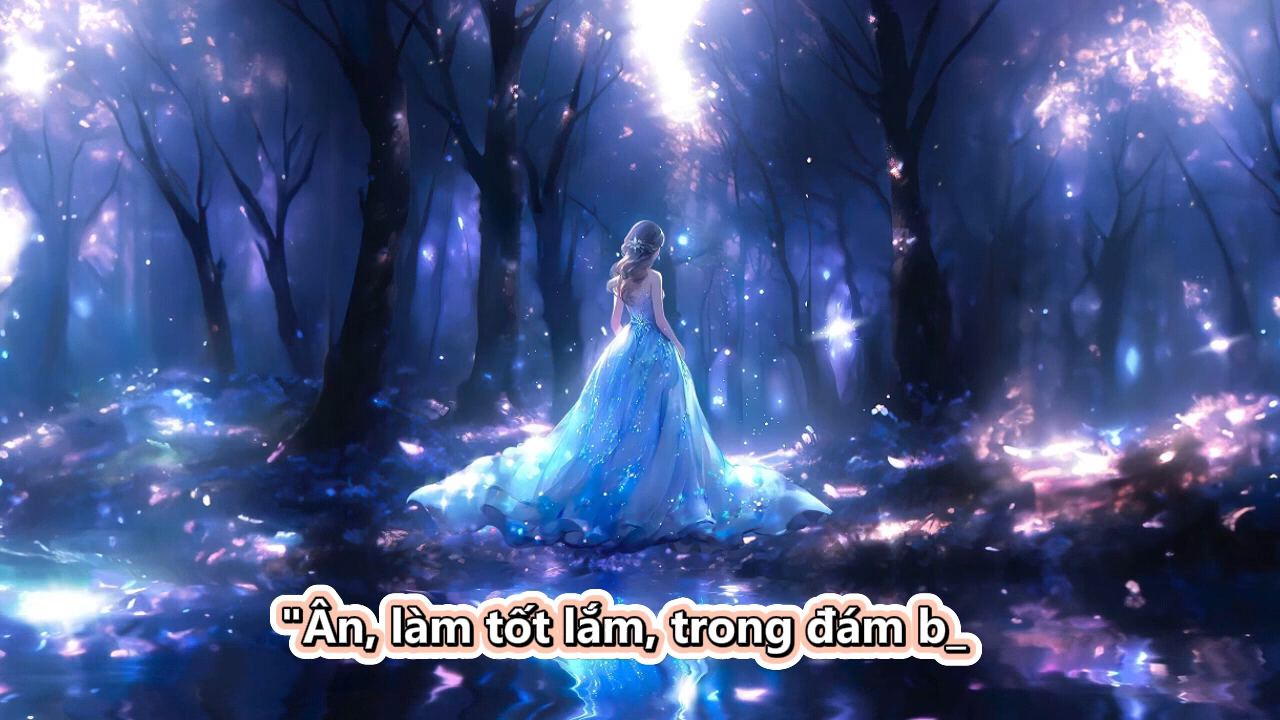 "Ân, làm tốt lắm, trong đám b_